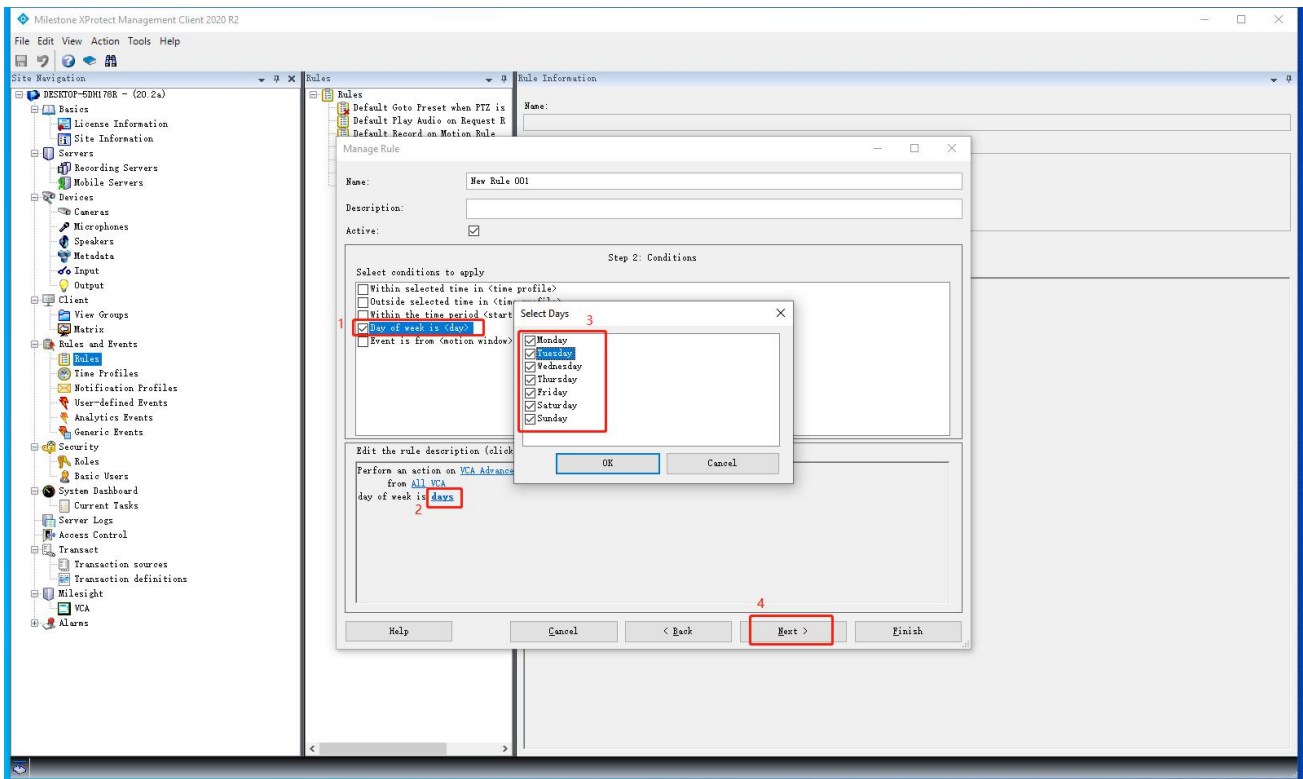 Milestone XProtect Management Client 2020 R2
File Edit View Action Tools Help
Site Navigation
DESKTOP-5DH178R - (20.2a)
Basics
License Information
Site Information
Servers
Recording Servers
Mobile Servers
Devices
Cameras
Microphones
Speakers
Metadata
Input
Output
Client
View Groups
Matrix
Rules and Events
Rules
Time Profiles
Notification Profiles
User-defined Events
Analytics Events
Generic Events
Security
Roles
Basic Users
System Dashboard
Current Tasks
Server Logs
Access Control
Transact
Transaction sources
Transaction definitions
Milesight
VCA
Alarms
Rules
Rules
Default Goto Preset when PTZ is
Default Play Audio on Request R
Default Record on Motion Rule
Rule Information
Name:
Manage Rule
Name: New Rule 001
Description:
Active:
Step 2: Conditions
Select conditions to apply
Within selected time in <time profile>
Outside selected time in <time profile>
Within the time period <start
1 Day of week is <day>
Event is from <motion window>
Select Days
3
Monday
Tuesday
Wednesday
Thursday
Friday
Saturday
Sunday
OK Cancel
Edit the rule description (click
Perform an action on VCA Advance
from All VCA
day of week is days
2
4
Help Cancel < Back Next > Finish